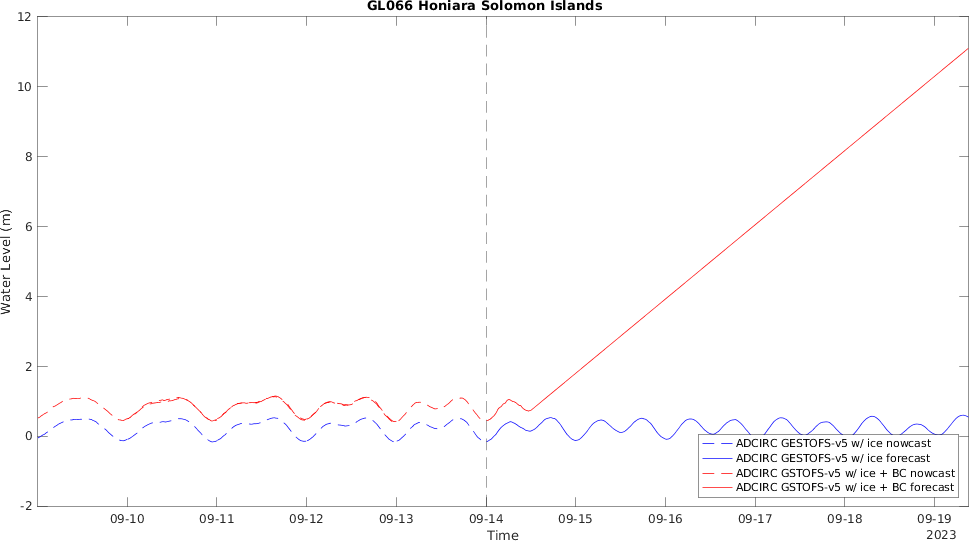 GL066 Honiara Solomon Islands
Water Level (m)
12
10
8
6
4
2
0
-2
ADCIRC GESTOFS-v5 w/ ice nowcast
ADCIRC GESTOFS-v5 w/ ice forecast
ADCIRC GSTOFS-v5 w/ ice + BC nowcast
ADCIRC GSTOFS-v5 w/ ice + BC forecast
09-10 09-11 09-12 09-13 09-14 09-15 09-16 09-17 09-18 09-19
2023
Time